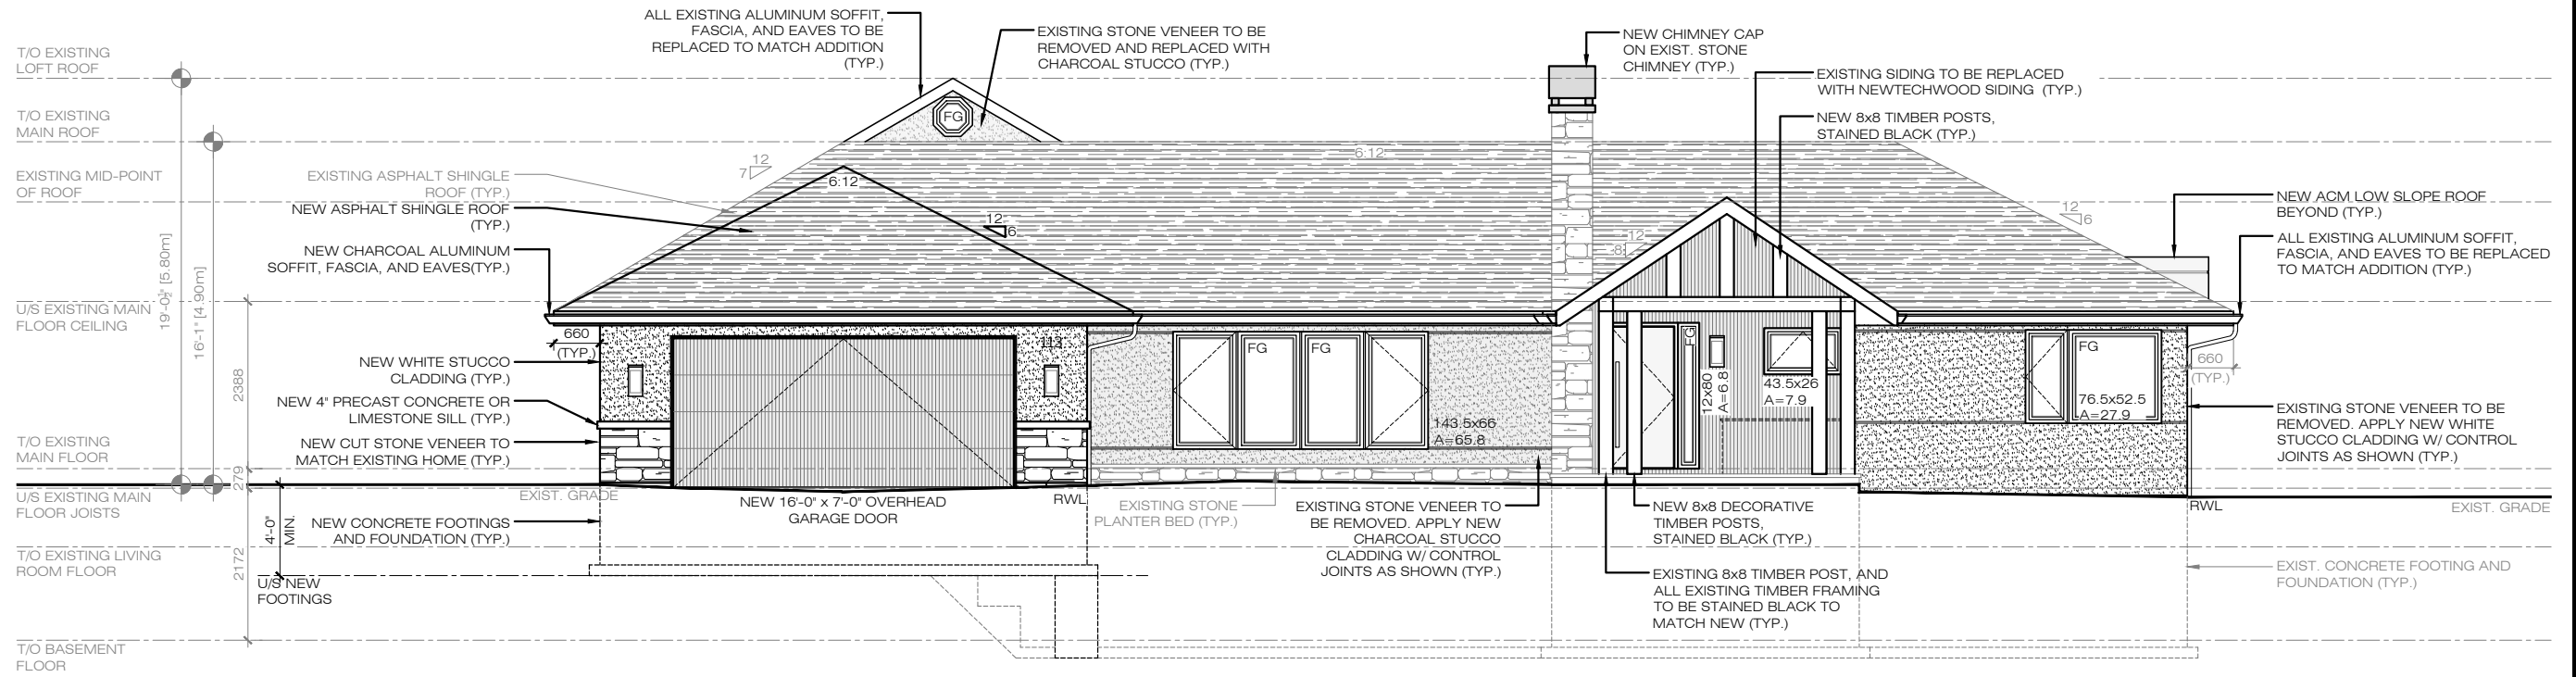 T/O EXISTING
LOFT ROOF
T/O EXISTING
MAIN ROOF
EXISTING MID-POINT
OF ROOF
U/S EXISTING MAIN
FLOOR CEILING
T/O EXISTING
MAIN FLOOR
U/S EXISTING MAIN
FLOOR JOISTS
T/O EXISTING LIVING
ROOM FLOOR
T/O BASEMENT
FLOOR
19'-0½" [5.80m]
16'-1" [4.90m]
2388
279
2172
4'-0"
MIN.
U/S NEW
FOOTINGS
ALL EXISTING ALUMINUM SOFFIT,
FASCIA, AND EAVES TO BE
REPLACED TO MATCH ADDITION
(TYP.)
EXISTING STONE VENEER TO BE
REMOVED AND REPLACED WITH
CHARCOAL STUCCO (TYP.)
NEW CHIMNEY CAP
ON EXIST. STONE
CHIMNEY (TYP.)
EXISTING SIDING TO BE REPLACED
WITH NEWTECHWOOD SIDING (TYP.)
NEW 8x8 TIMBER POSTS,
STAINED BLACK (TYP.)
NEW ACM LOW SLOPE ROOF
BEYOND (TYP.)
ALL EXISTING ALUMINUM SOFFIT,
FASCIA, AND EAVES TO BE REPLACED
TO MATCH ADDITION (TYP.)
EXISTING ASPHALT SHINGLE
ROOF (TYP.)
NEW ASPHALT SHINGLE ROOF
(TYP.)
NEW CHARCOAL ALUMINUM
SOFFIT, FASCIA, AND EAVES(TYP.)
NEW WHITE STUCCO
CLADDING (TYP.)
NEW 4" PRECAST CONCRETE OR
LIMESTONE SILL (TYP.)
NEW CUT STONE VENEER TO
MATCH EXISTING HOME (TYP.)
NEW CONCRETE FOOTINGS
AND FOUNDATION (TYP.)
FG
12
7
6:12
6:12
12
6
12
8
12
6
660
(TYP.)
113
FG
FG
143.5x66
A=65.8
FG
12x80
A=6.8
43.5x26
A=7.9
FG
76.5x52.5
A=27.9
660
(TYP.)
EXISTING STONE VENEER TO BE
REMOVED. APPLY NEW WHITE
STUCCO CLADDING W/ CONTROL
JOINTS AS SHOWN (TYP.)
EXIST. GRADE
NEW 16'-0" x 7'-0" OVERHEAD
GARAGE DOOR
RWL
EXISTING STONE
PLANTER BED (TYP.)
EXISTING STONE VENEER TO
BE REMOVED. APPLY NEW
CHARCOAL STUCCO
CLADDING W/ CONTROL
JOINTS AS SHOWN (TYP.)
NEW 8x8 DECORATIVE
TIMBER POSTS,
STAINED BLACK (TYP.)
EXISTING 8x8 TIMBER POST, AND
ALL EXISTING TIMBER FRAMING
TO BE STAINED BLACK TO
MATCH NEW (TYP.)
RWL
EXIST. GRADE
EXIST. CONCRETE FOOTING AND
FOUNDATION (TYP.)